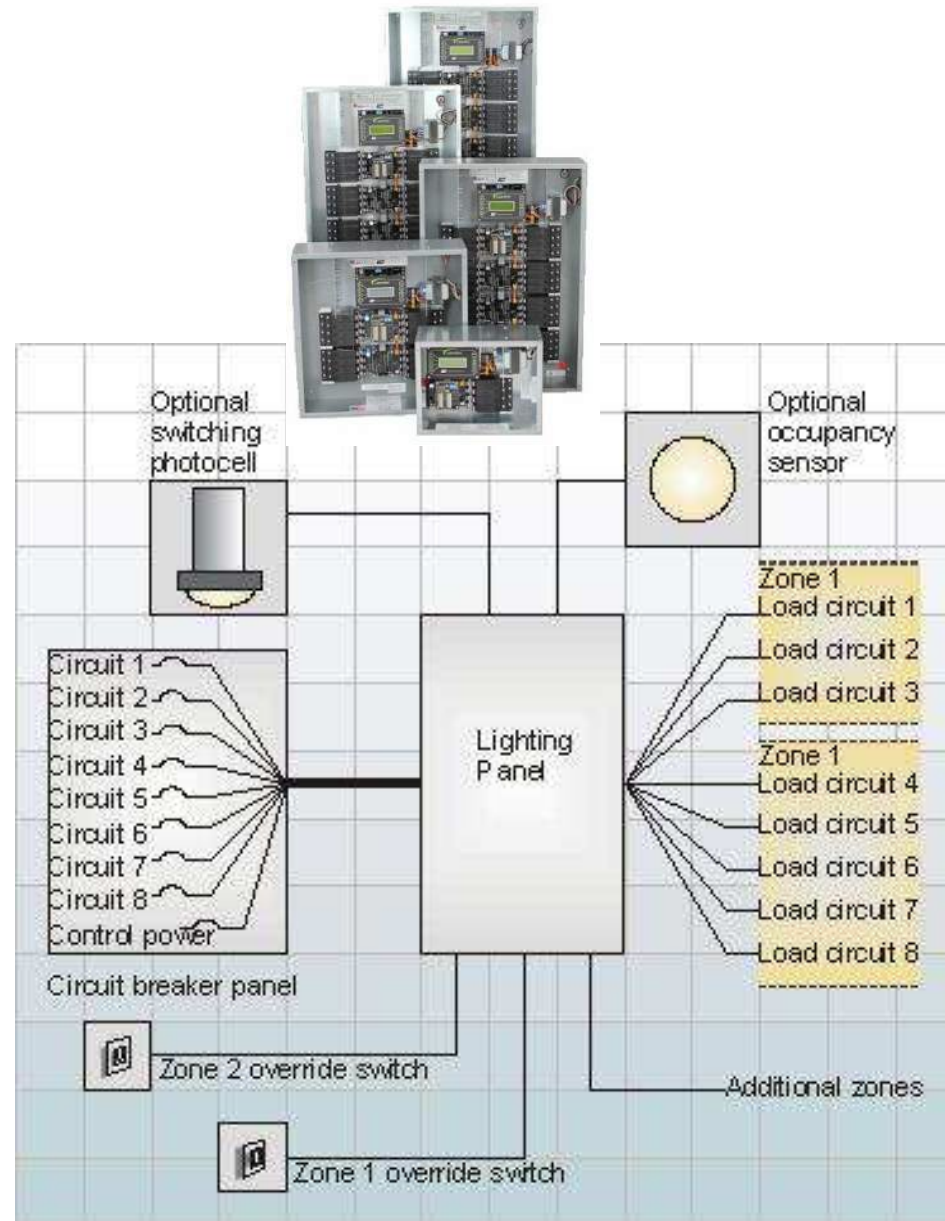 Optional
switching
photocell
Optional
occupancy
sensor
Zone 1
Load circuit 1
Load circuit 2
Load circuit 3
Circuit 1
Circuit 2
Circuit 3
Circuit 4
Circuit 5
Circuit 6
Circuit 7
Circuit 8
Control power
Lighting
Panel
Zone 1
Load circuit 4
Load circuit 5
Load circuit 6
Load circuit 7
Load circuit 8
Circuit breaker panel
Zone 2 override switch
Additional zones
Zone 1 override switch